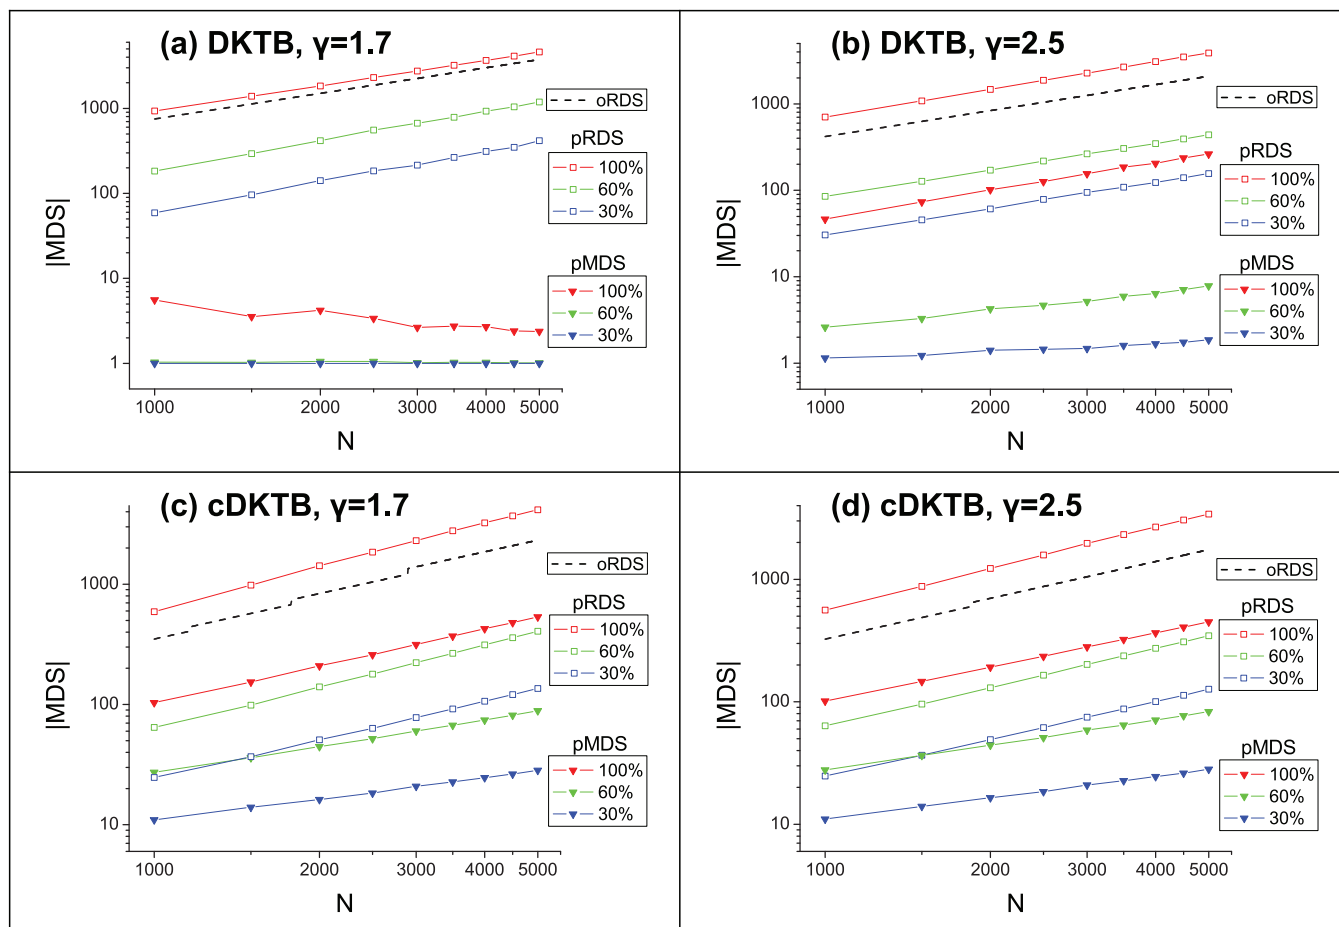 (a) DKTB, γ=1.7
|MDS|
1000
100
10
1
1000
2000
3000
4000
5000
N
oRDS
pRDS
100%
60%
30%
pMDS
100%
60%
30%
(b) DKTB, γ=2.5
|MDS|
1000
100
10
1
1000
2000
3000
4000
5000
N
oRDS
pRDS
100%
60%
30%
pMDS
100%
60%
30%
(c) cDKTB, γ=1.7
|MDS|
1000
100
10
1000
2000
3000
4000
5000
N
oRDS
pRDS
100%
60%
30%
pMDS
100%
60%
30%
(d) cDKTB, γ=2.5
|MDS|
1000
100
10
1000
2000
3000
4000
5000
N
oRDS
pRDS
100%
60%
30%
pMDS
100%
60%
30%